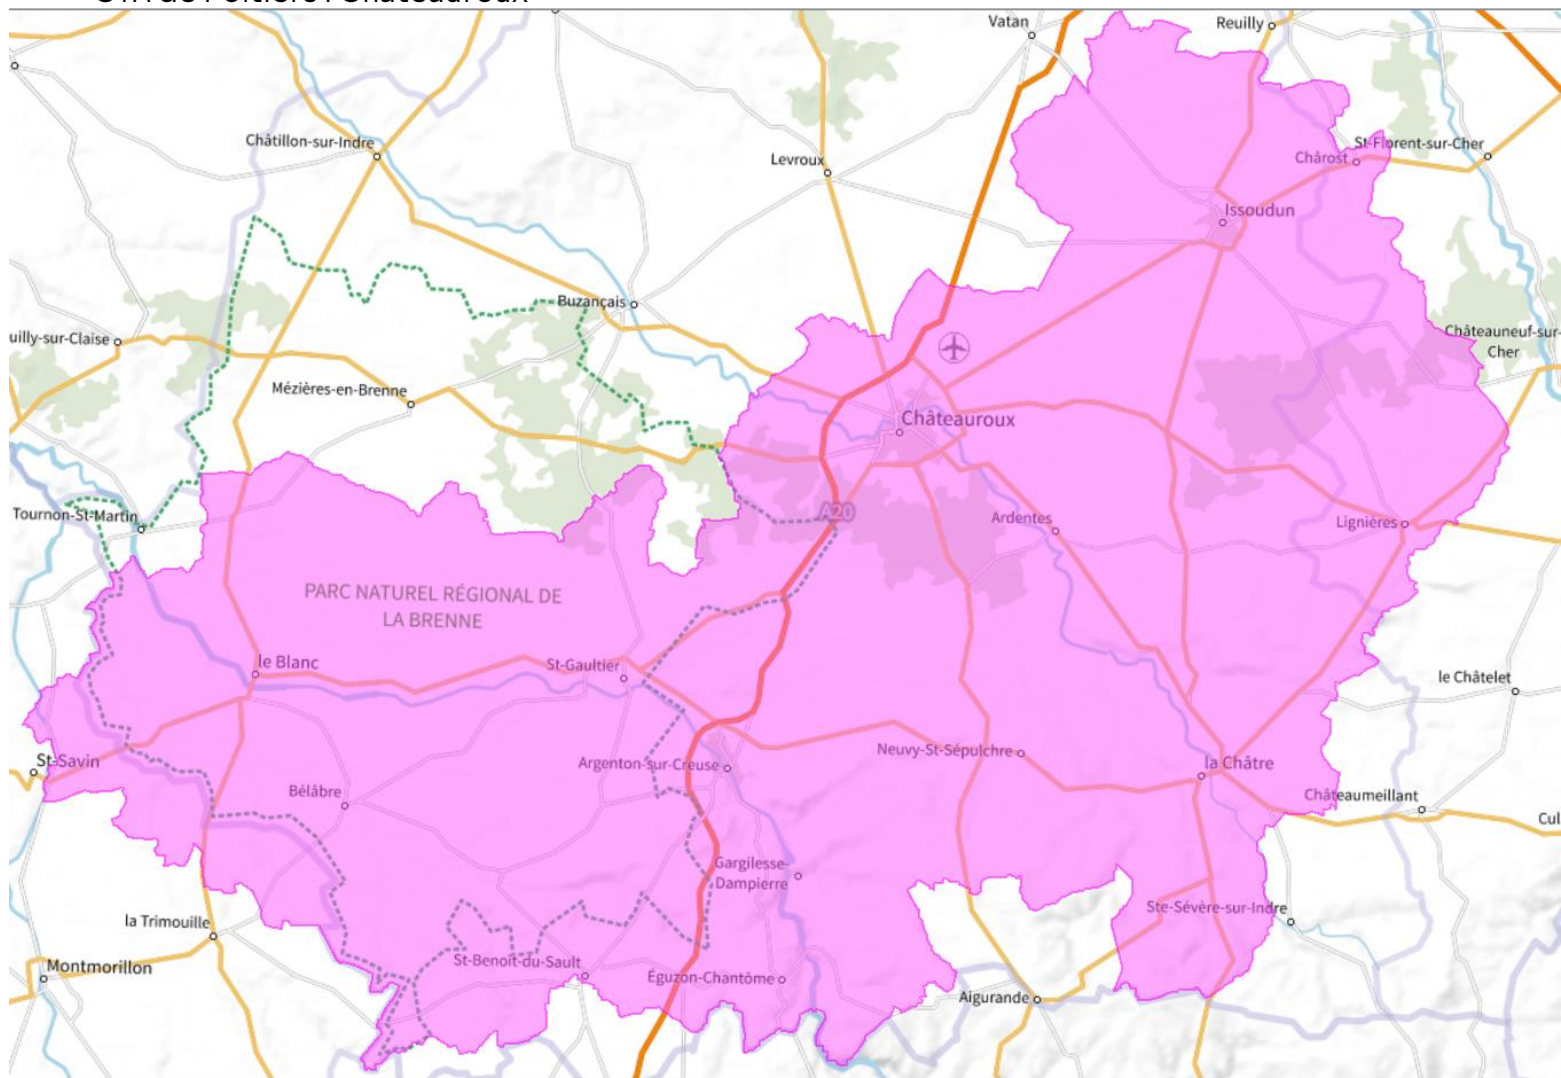 Vatan
Reuilly
Châtillon-sur-Indre
Levroux
St-Florent-sur-Cher
Chârost
Issoudun
Buzançais
uilly-sur-Claise
Châteauneuf-sur-
Cher
Mézières-en-Brenne
Châteauroux
Tournon-St-Martin
A20
Ardentes
Lignières
PARC NATUREL RÉGIONAL DE
LA BRENNE
le Blanc
St-Gaultier
le Châtelet
St-Savin
Neuvy-St-Sépulchre
la Châtre
Argenton-sur-Creuse
Bélâbre
Châteaumeillant
Cul
Gargilesse-
Dampierre
la Trimouille
Ste-Sévère-sur-Indre
Montmorillon
St-Benoît-du-Sault
Éguzon-Chantôme
Aigurande